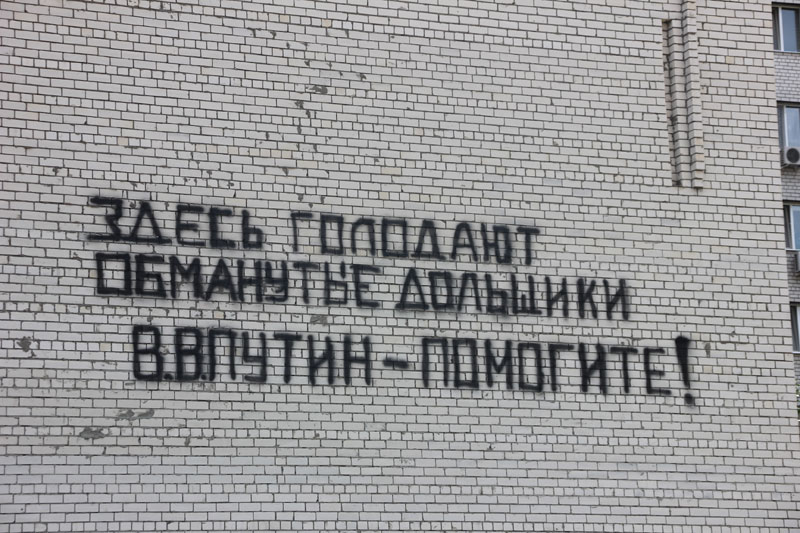 ЗДЕСЬ ГОЛОДАЮТ
ОБМАНУТЫЕ ДОЛЬЩИКИ
В.В.ПУТИН - ПОМОГИТЕ!